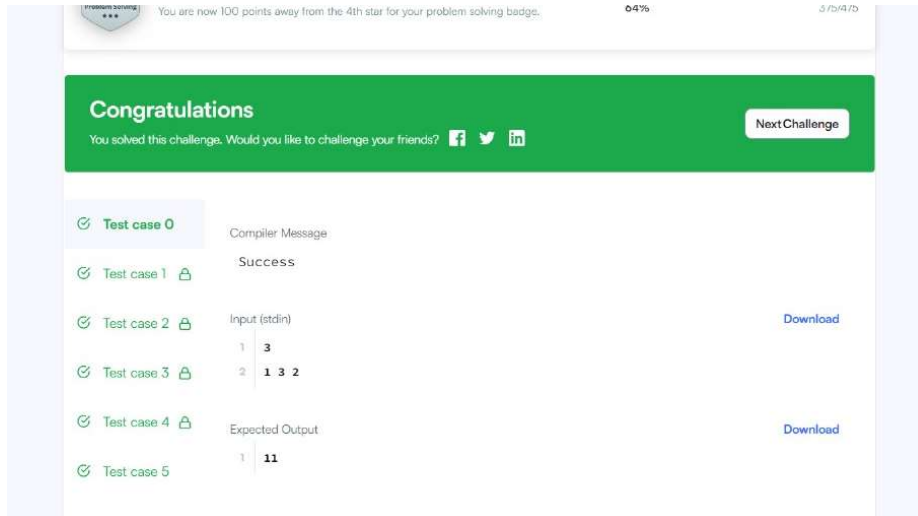 Problem Solving
You are now 100 points away from the 4th star for your problem solving badge.
64%
375/475
Congratulations
You solved this challenge. Would you like to challenge your friends?
Next Challenge
Test case 0
Compiler Message
Success
Test case 1
Test case 2
Input (stdin)
Download
1 3
2 1 3 2
Test case 3
Test case 4
Expected Output
Download
1 11
Test case 5